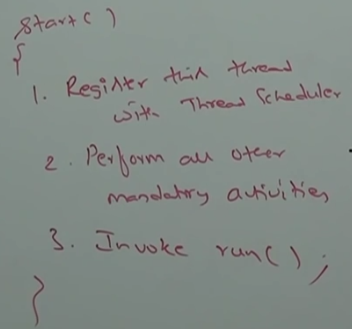 start()
{
1. Register this thread
with Thread Scheduler
2. Perform all other
mandatory activities
3. Invoke run();
}